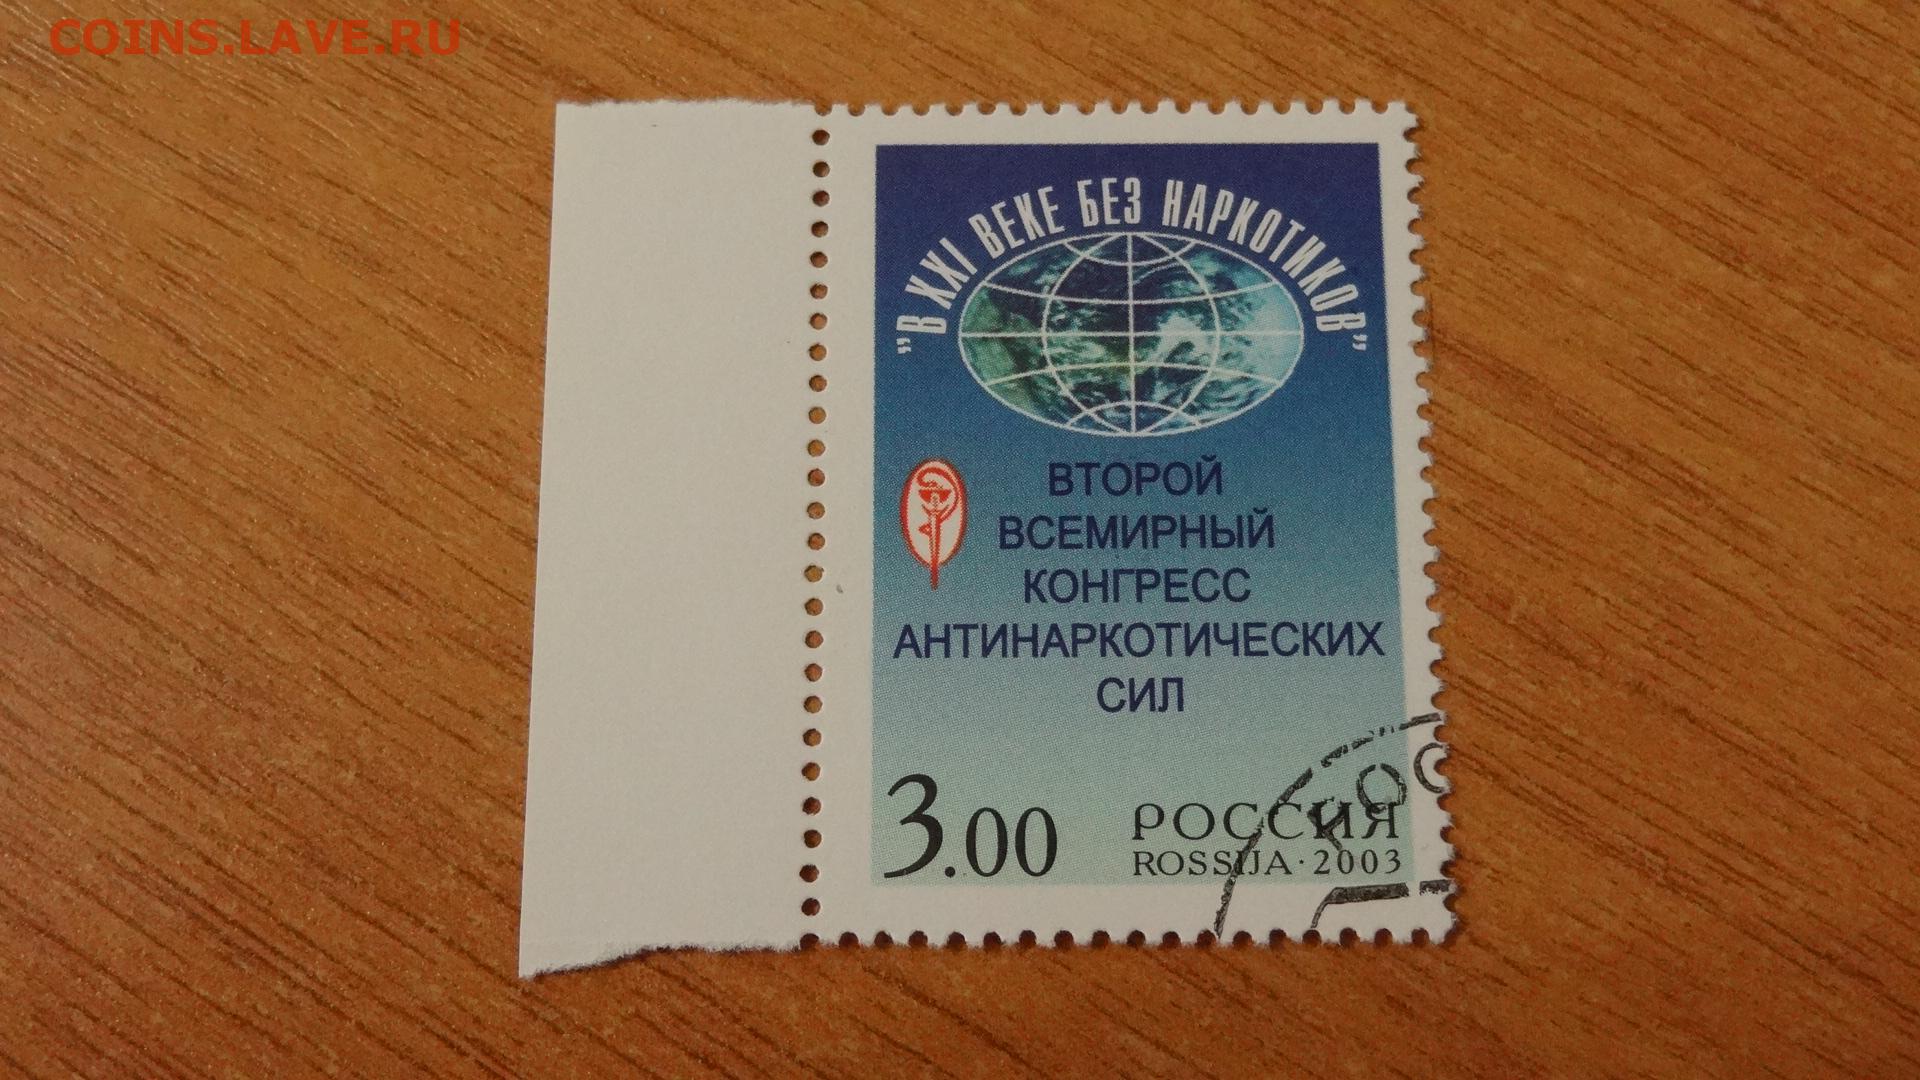 COINS.LAVE.RU
"В XXI ВЕКЕ БЕЗ НАРКОТИКОВ"
ВТОРОЙ
ВСЕМИРНЫЙ
КОНГРЕСС
АНТИНАРКОТИЧЕСКИХ
СИЛ
3.00
РОССИЯ
ROSSIJA · 2003